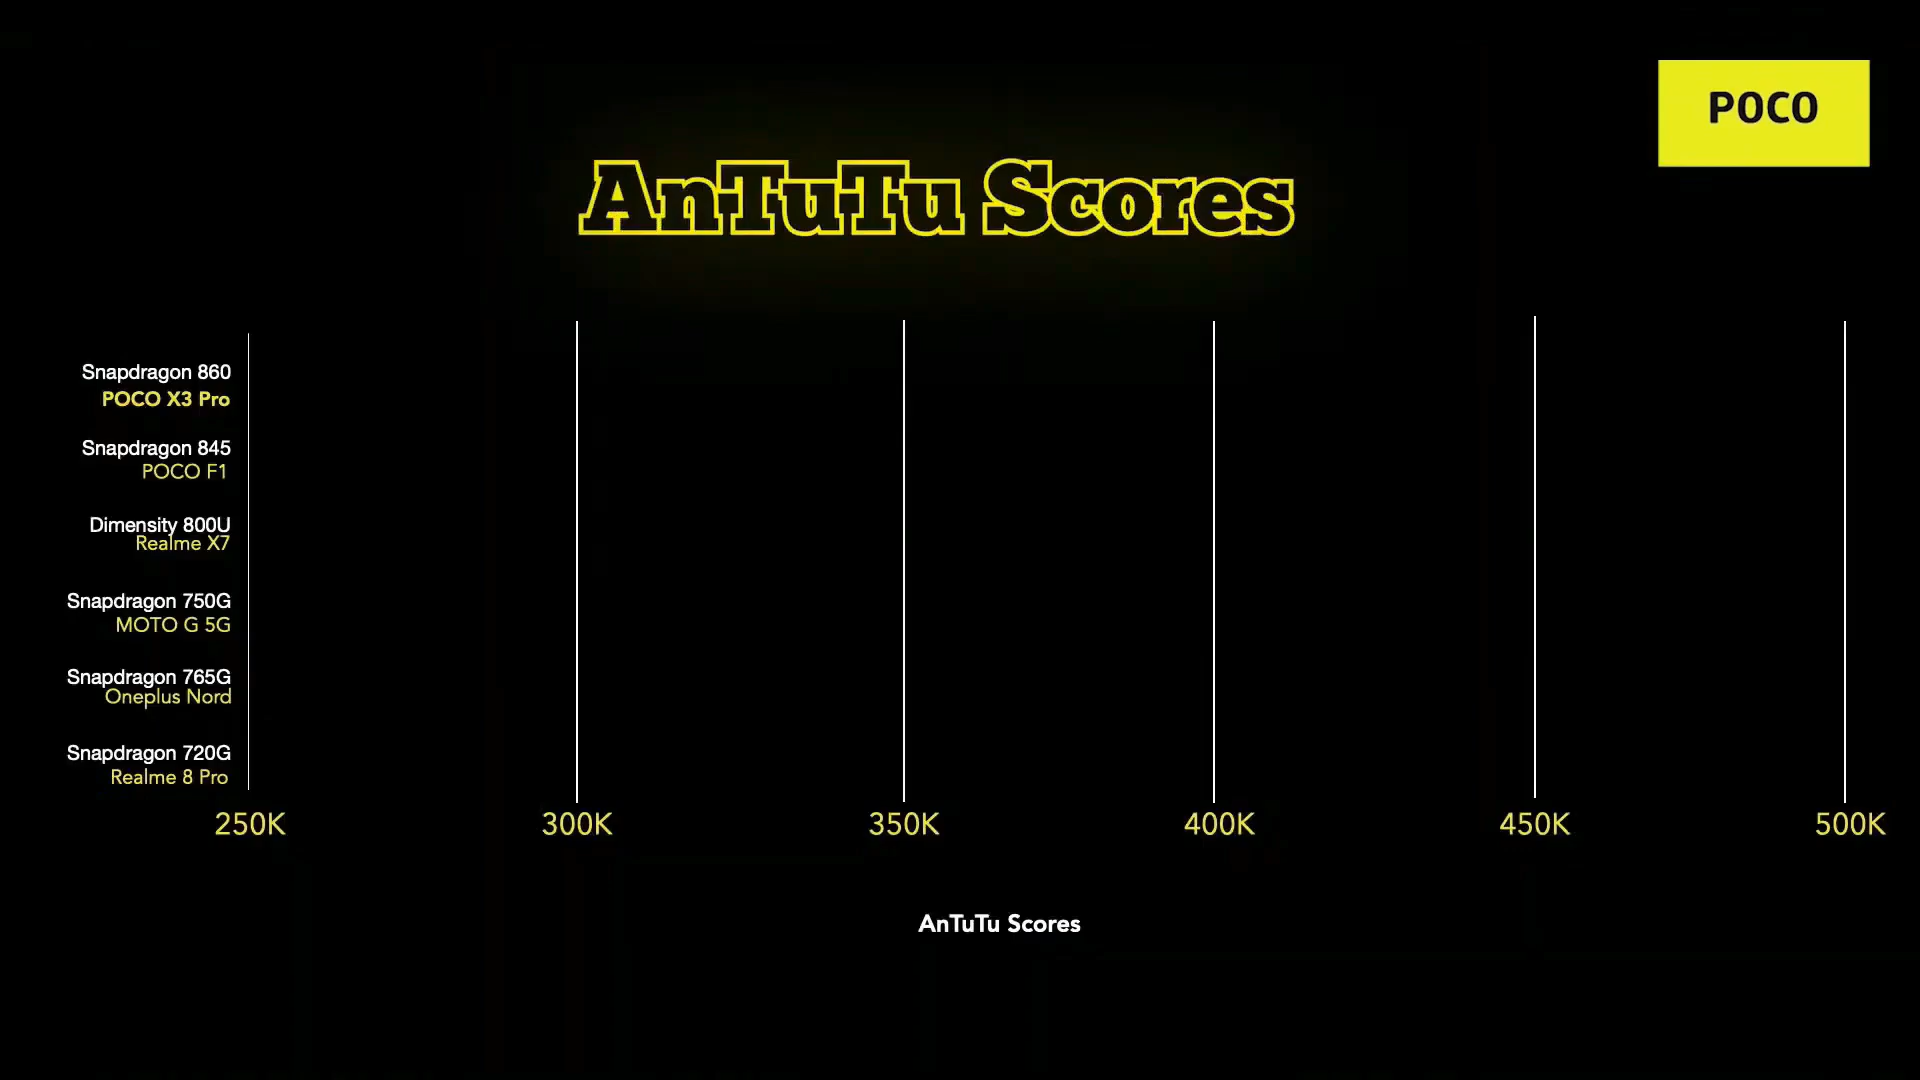 POCO
AnTuTu Scores
Snapdragon 860
POCO X3 Pro
Snapdragon 845
POCO F1
Dimensity 800U
Realme X7
Snapdragon 750G
MOTO G 5G
Snapdragon 765G
Oneplus Nord
Snapdragon 720G
Realme 8 Pro
250K 300K 350K 400K 450K 500K
AnTuTu Scores